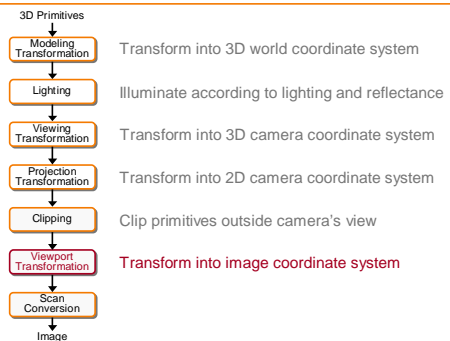 3D Primitives
Modeling
Transformation
Transform into 3D world coordinate system
Lighting
Illuminate according to lighting and reflectance
Viewing
Transformation
Transform into 3D camera coordinate system
Projection
Transformation
Transform into 2D camera coordinate system
Clipping
Clip primitives outside camera's view
Viewport
Transformation
Transform into image coordinate system
Scan
Conversion
Image